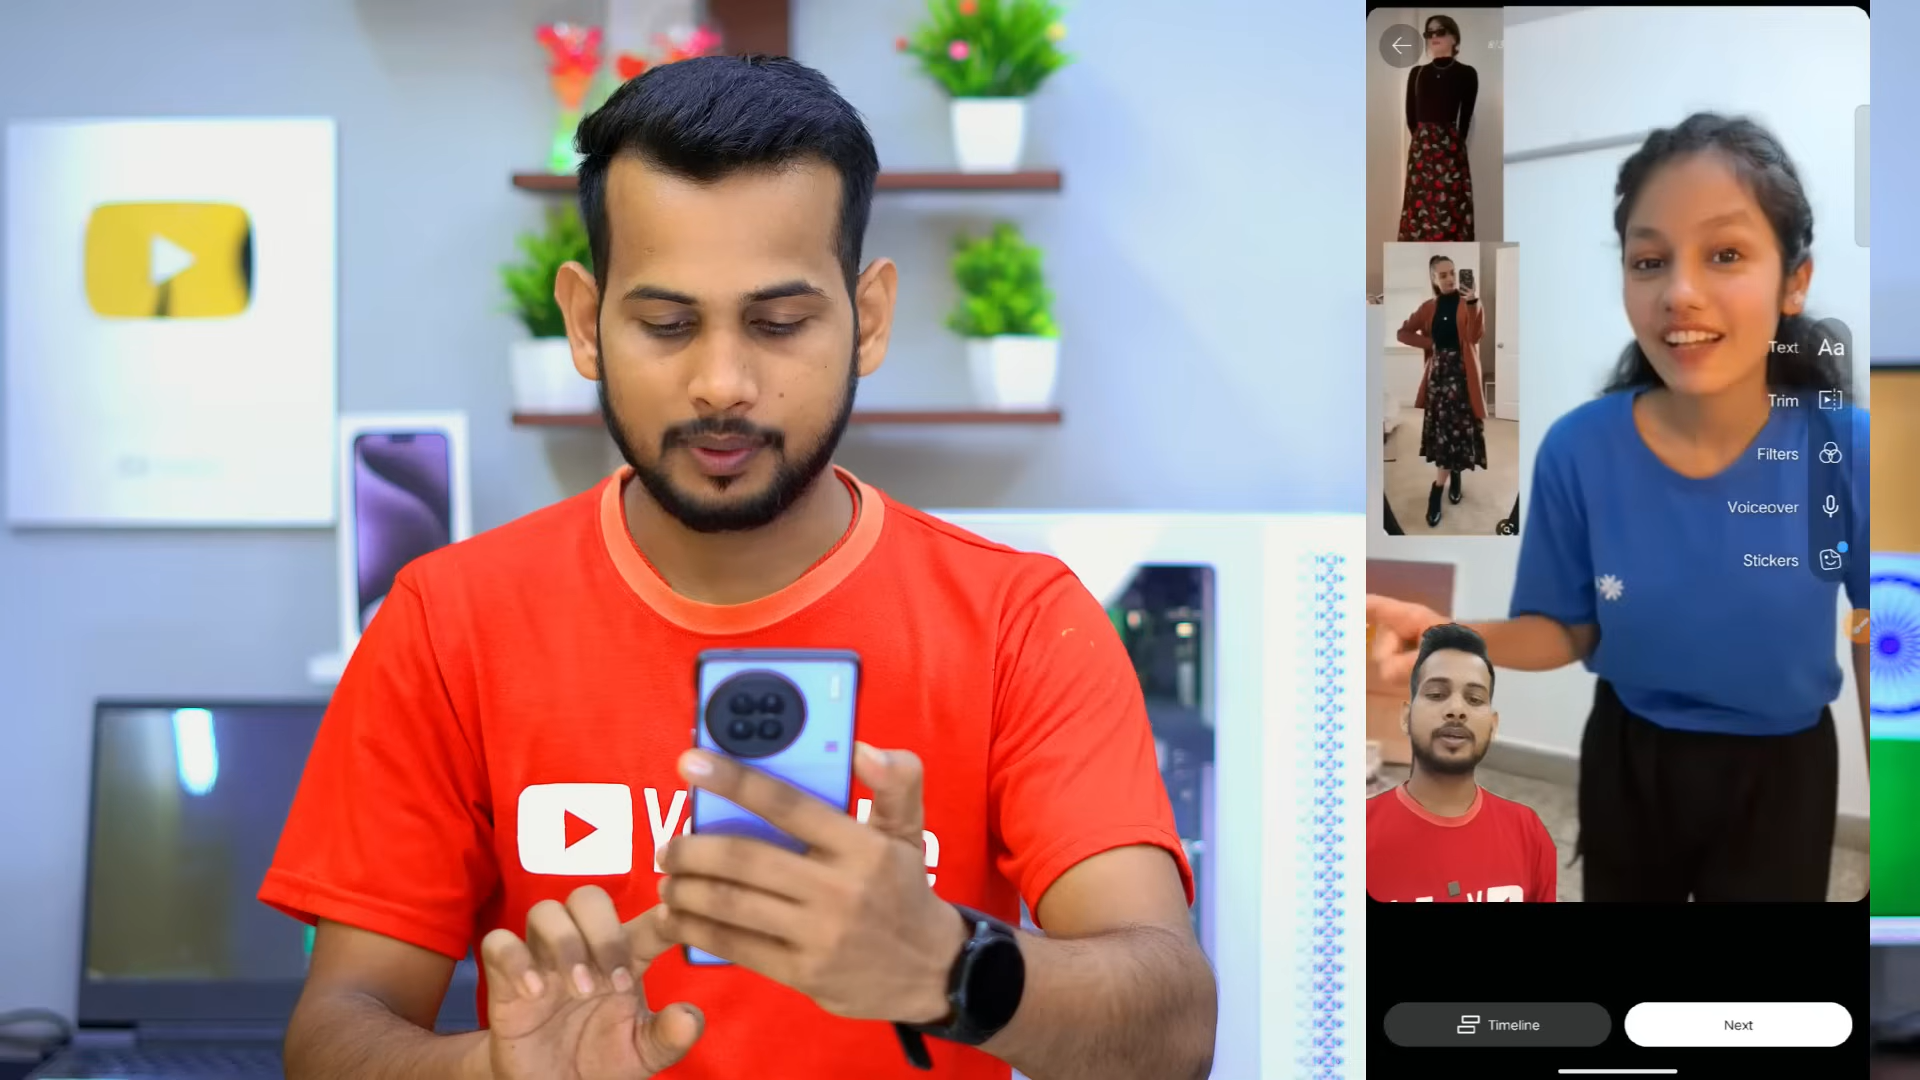 Text Aa
Trim
Filters
Voiceover
Stickers
Timeline
Next